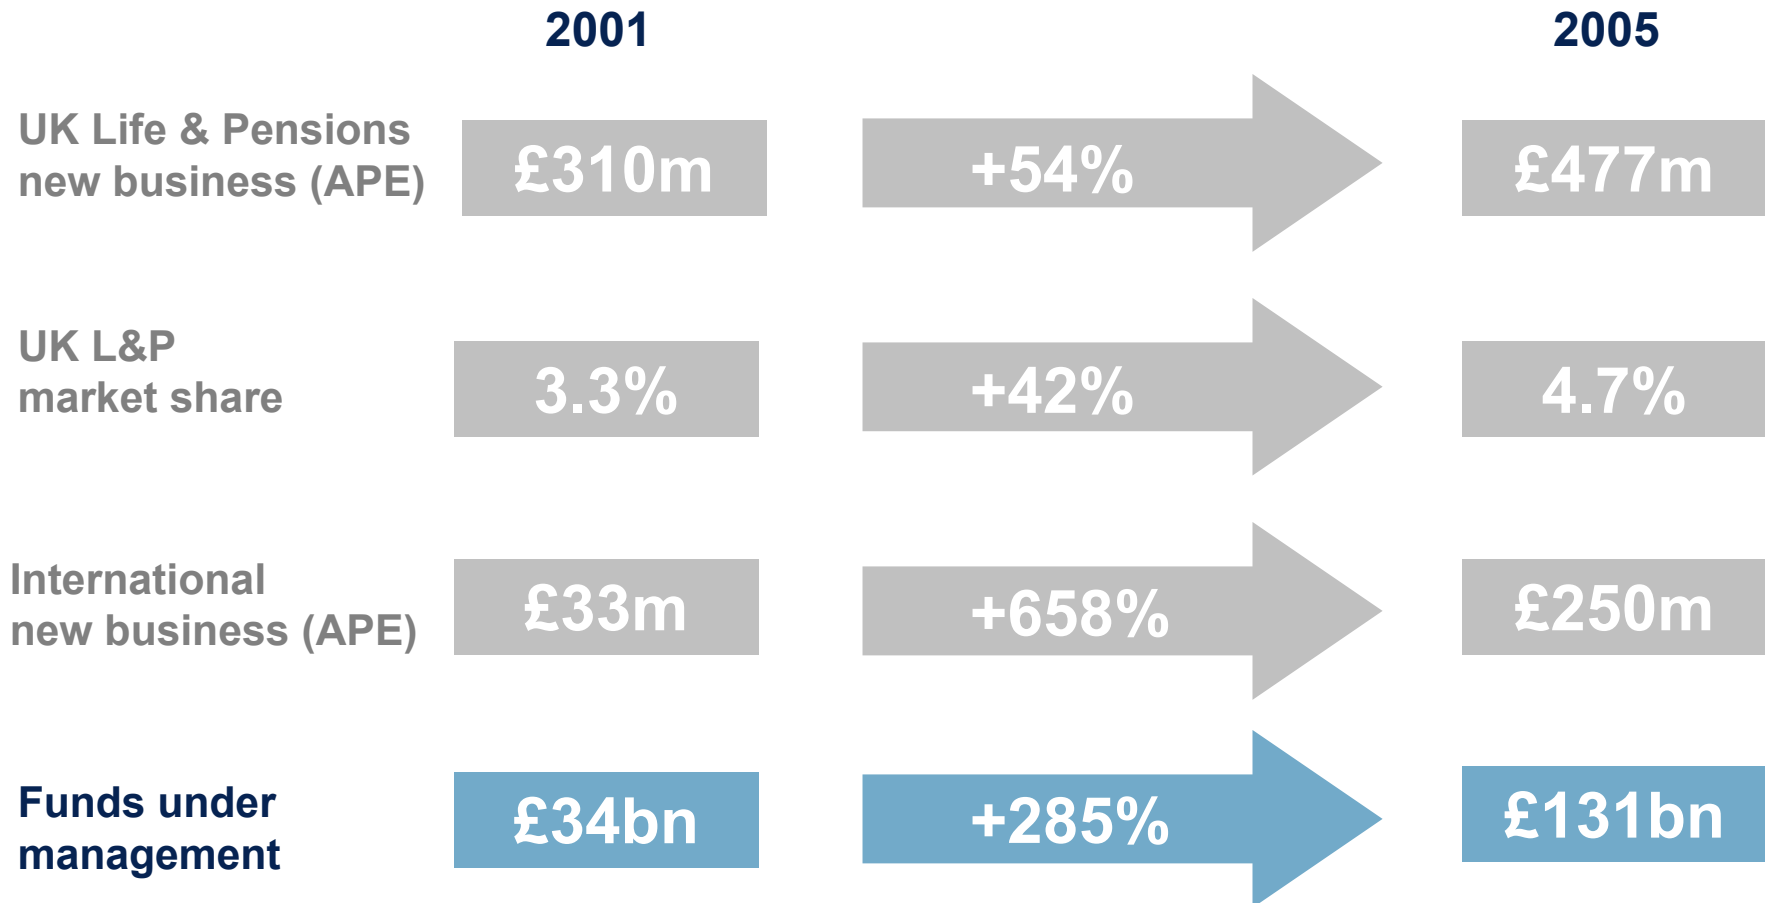 2001
2005
UK Life & Pensions
new business (APE)
£310m
+54%
£477m
UK L&P
market share
3.3%
+42%
4.7%
International
new business (APE)
£33m
+658%
£250m
Funds under
management
£34bn
+285%
£131bn